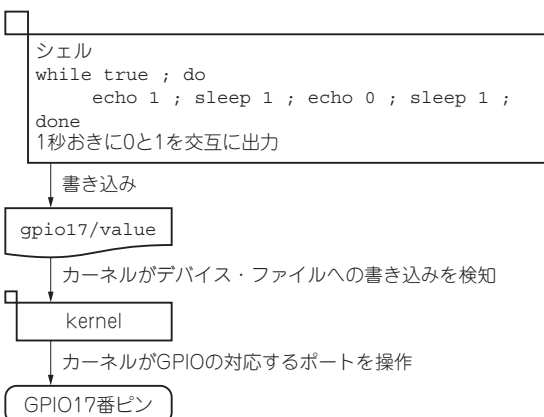 シェル
while true ; do
echo 1 ; sleep 1 ; echo 0 ; sleep 1 ;
done
1秒おきに0と1を交互に出力
書き込み
gpio17/value
カーネルがデバイス・ファイルへの書き込みを検知
kernel
カーネルがGPIOの対応するポートを操作
GPIO17番ピン